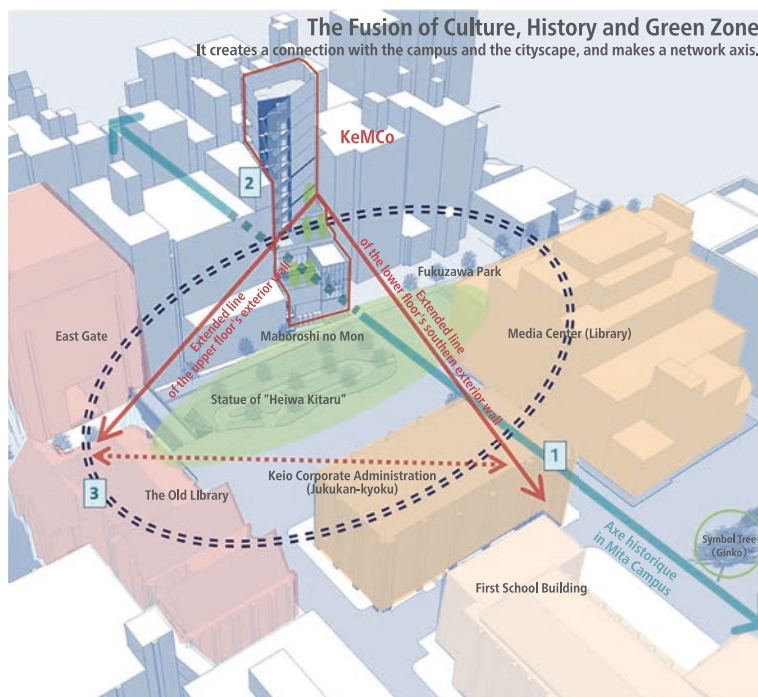 The Fusion of Culture, History and Green Zone
It creates a connection with the campus and the cityscape, and makes a network axis.
KeMCo
2
Fukuzawa Park
Extended line
of the upper floor's exterior wall
Extended line
of the lower floor's southern exterior wall
East Gate
Maboroshi no Mon
Media Center (Library)
Statue of "Heiwa Kitaru"
1
3
The Old Library
Keio Corporate Administration
(Jukukan-kyoku)
Axe historique
in Mita Campus
Symbol Tree
(Ginko)
First School Building